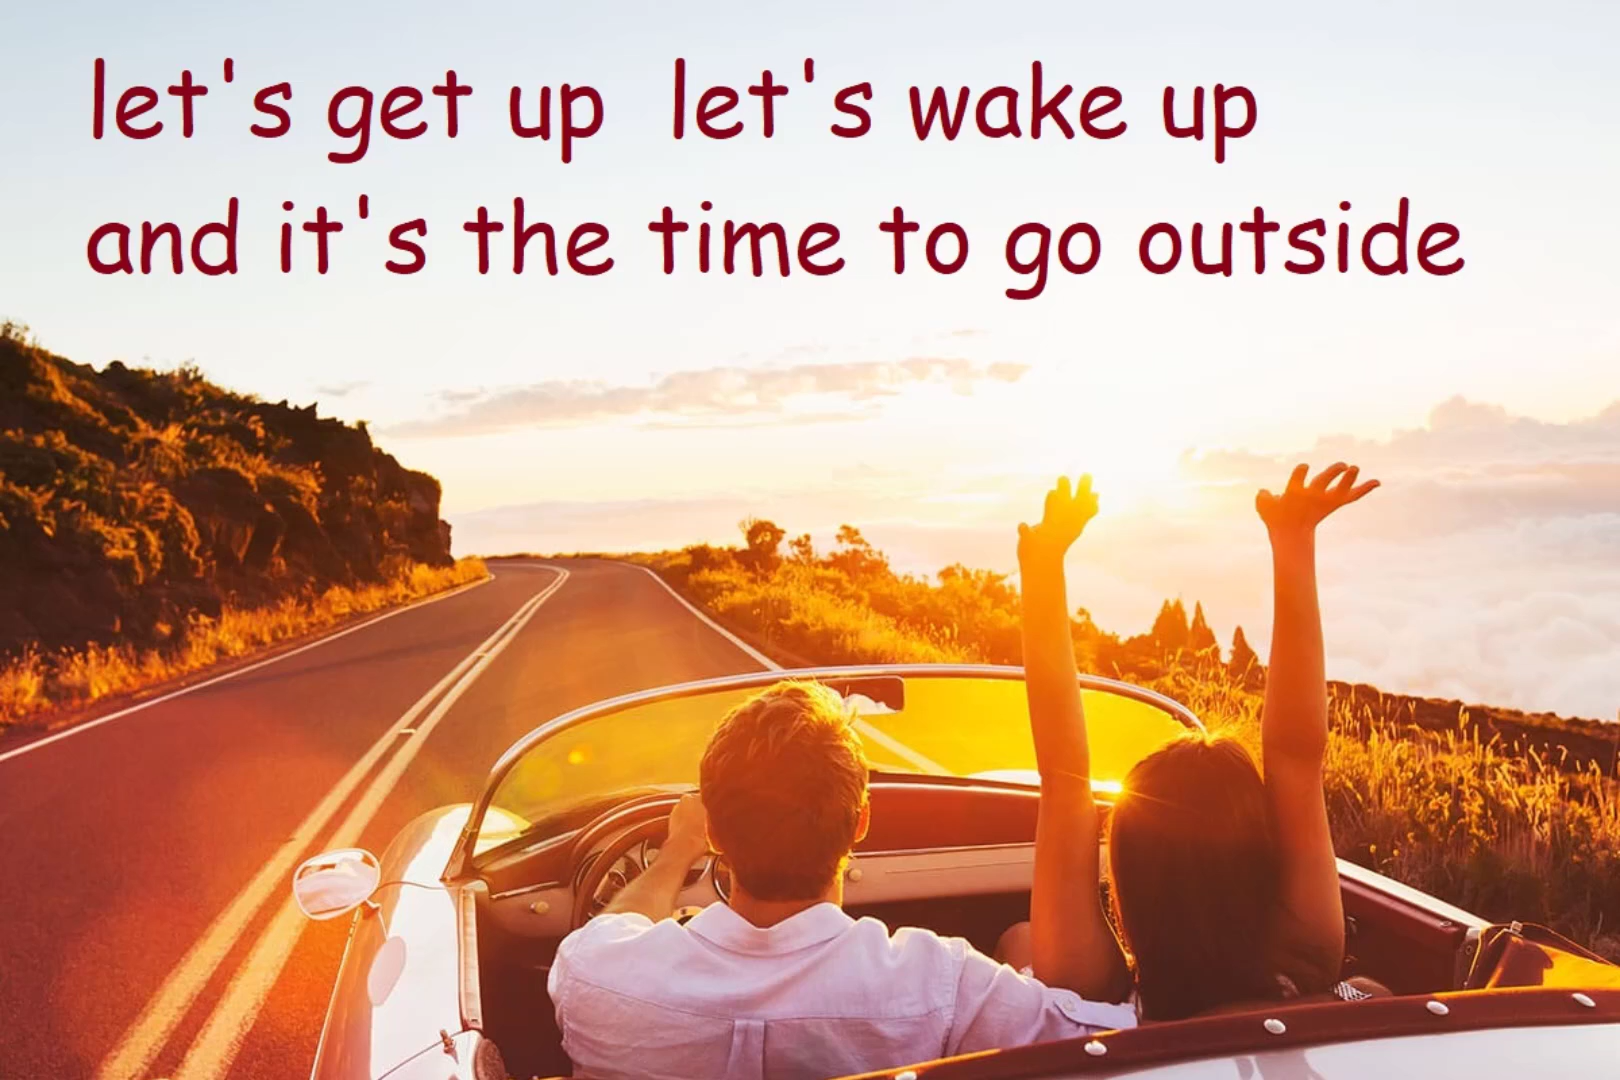 let's get up  let's wake up
and it's the time to go outside